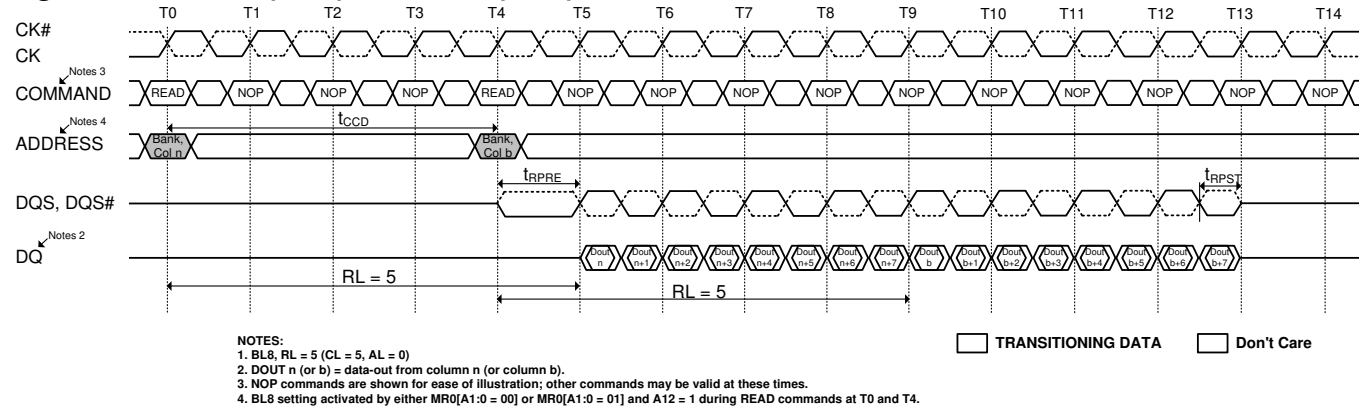 T0 T1 T2 T3 T4 T5 T6 T7 T8 T9 T10 T11 T12 T13 T14
CK#
CK
Notes 3
COMMAND READ NOP NOP NOP READ NOP NOP NOP NOP NOP NOP NOP NOP NOP NOP
tCCD
Notes 4
ADDRESS
Bank, Bank,
Col n Col b
tRPRE tRPST
DQS, DQS#
Notes 2
DQ
Dout Dout Dout Dout Dout Dout Dout Dout Dout Dout Dout Dout Dout Dout Dout Dout
n n+1 n+2 n+3 n+4 n+5 n+6 n+7 b b+1 b+2 b+3 b+4 b+5 b+6 b+7
RL = 5
RL = 5
NOTES:
1. BL8, RL = 5 (CL = 5, AL = 0)
2. DOUT n (or b) = data-out from column n (or column b).
3. NOP commands are shown for ease of illustration; other commands may be valid at these times.
4. BL8 setting activated by either MR0[A1:0 = 00] or MR0[A1:0 = 01] and A12 = 1 during READ commands at T0 and T4.
TRANSITIONING DATA Don't Care